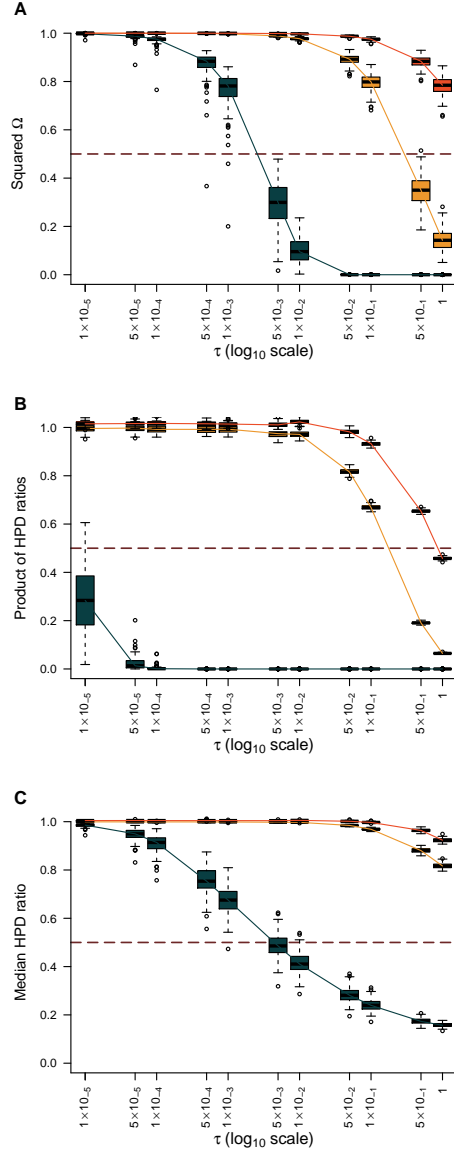 A
Squared Ω
1.0
0.8
0.6
0.4
0.2
0.0
1 × 10⁻⁵
5 × 10⁻⁵
1 × 10⁻⁴
5 × 10⁻⁴
1 × 10⁻³
5 × 10⁻³
1 × 10⁻²
5 × 10⁻²
1 × 10⁻¹
5 × 10⁻¹
1
τ (log₁₀ scale)
B
Product of HPD ratios
1.0
0.8
0.6
0.4
0.2
0.0
1 × 10⁻⁵
5 × 10⁻⁵
1 × 10⁻⁴
5 × 10⁻⁴
1 × 10⁻³
5 × 10⁻³
1 × 10⁻²
5 × 10⁻²
1 × 10⁻¹
5 × 10⁻¹
1
τ (log₁₀ scale)
C
Median HPD ratio
1.0
0.8
0.6
0.4
0.2
0.0
1 × 10⁻⁵
5 × 10⁻⁵
1 × 10⁻⁴
5 × 10⁻⁴
1 × 10⁻³
5 × 10⁻³
1 × 10⁻²
5 × 10⁻²
1 × 10⁻¹
5 × 10⁻¹
1
τ (log₁₀ scale)